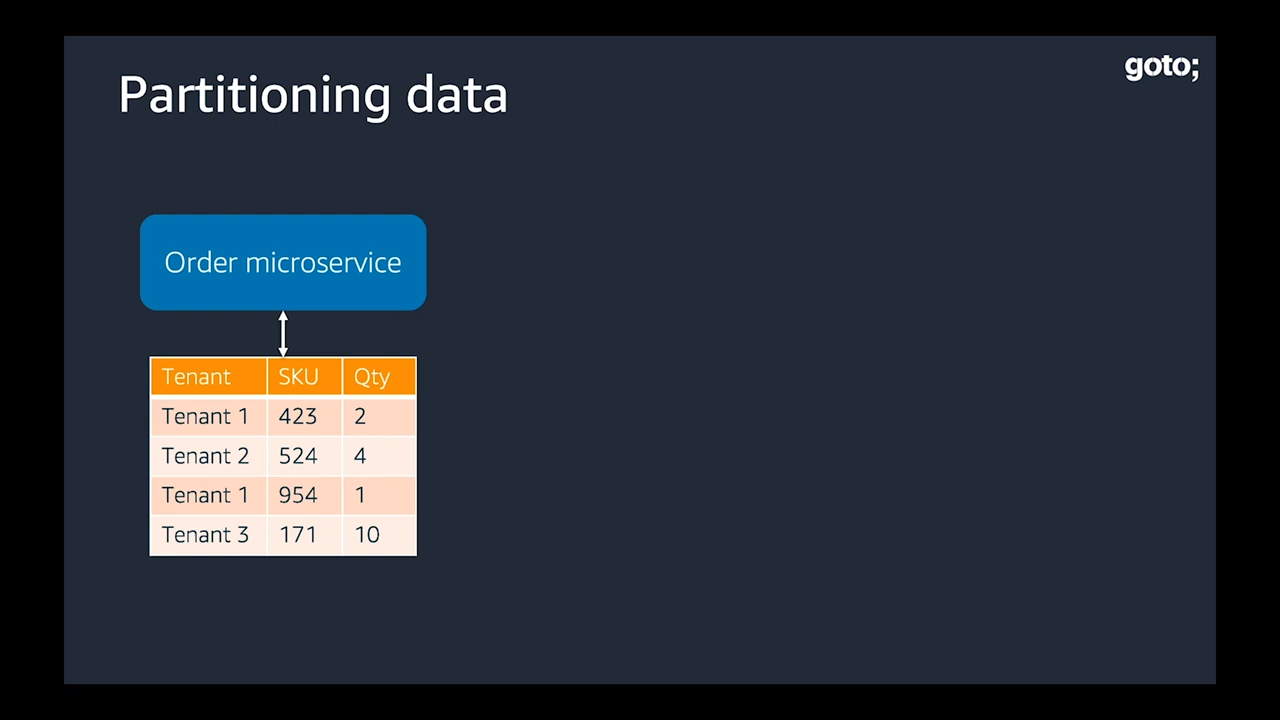 goto;
Partitioning data
Order microservice
Tenant SKU Qty
Tenant 1 423 2
Tenant 2 524 4
Tenant 1 954 1
Tenant 3 171 10